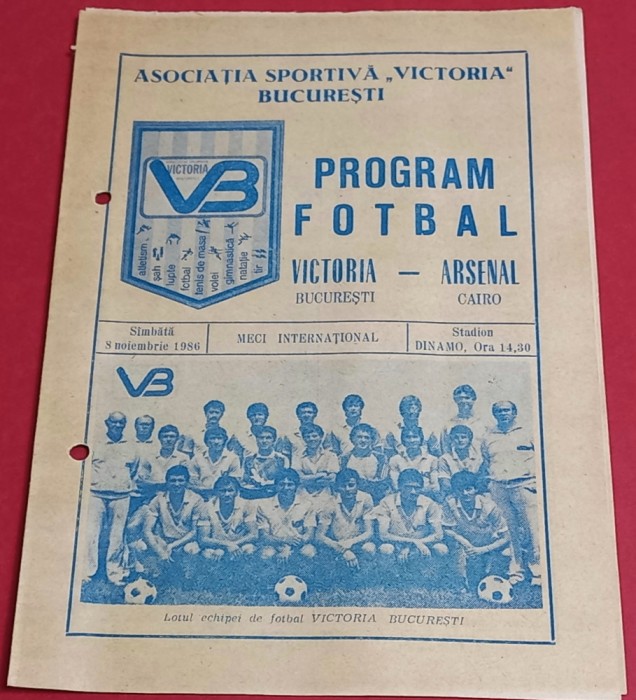 ASOCIAȚIA SPORTIVĂ „VICTORIA“
BUCUREȘTI
VICTORIA
VB
atletism
șah
lupte
fotbal
tenis de masa
volei
gimnastică
natație
tir
PROGRAM
FOTBAL
VICTORIA — ARSENAL
BUCUREȘTI CAIRO
Sîmbătă
8 noiembrie 1986
MECI INTERNAȚIONAL
Stadion
DINAMO, Ora 14,30
VB
Lotul echipei de fotbal VICTORIA BUCUREȘTI